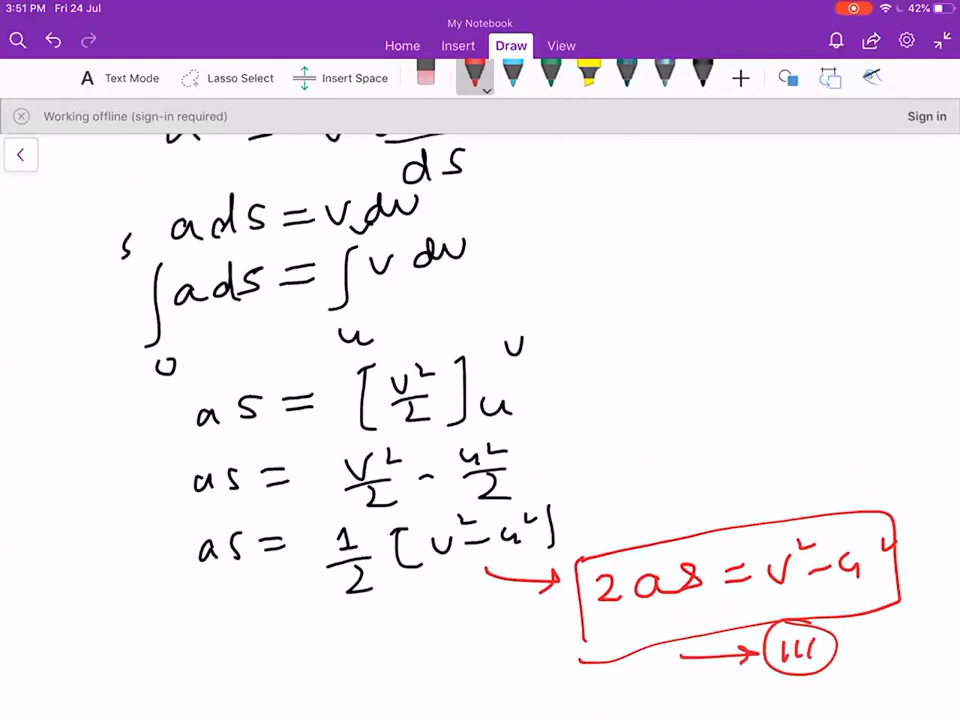 3:51 PM Fri 24 Jul
42%
My Notebook
Home Insert Draw View
A Text Mode Lasso Select Insert Space
Working offline (sign-in required)
Sign in
ds
ads = v dv
s
∫ ads = ∫ v dv
0 u
v
as = [v²/2] u
as = v²/2 - u²/2
as = 1/2 [v² - u²]
→ 2as = v² - u²
→ III